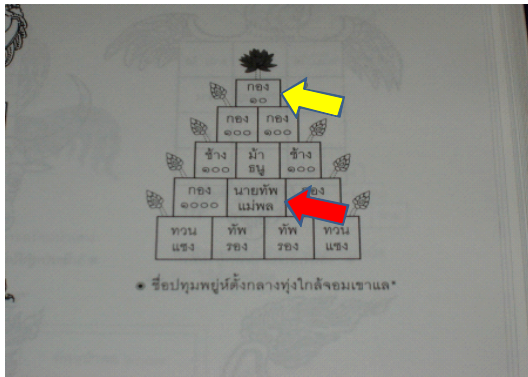 กอง
๑๐
กอง กอง
๑๐๐ ๑๐๐
ช้าง ม้า ช้าง
๑๐๐ ธนู ๑๐๐
กอง นายทัพ
๑๐๐๐ แม่พล
ทวน ทัพ ทัพ ทวน
แซง รอง รอง แซง
๏ ชื่อปทุมพยู่ห์ตั้งกลางทุ่งใกล้จอมเขาแล"